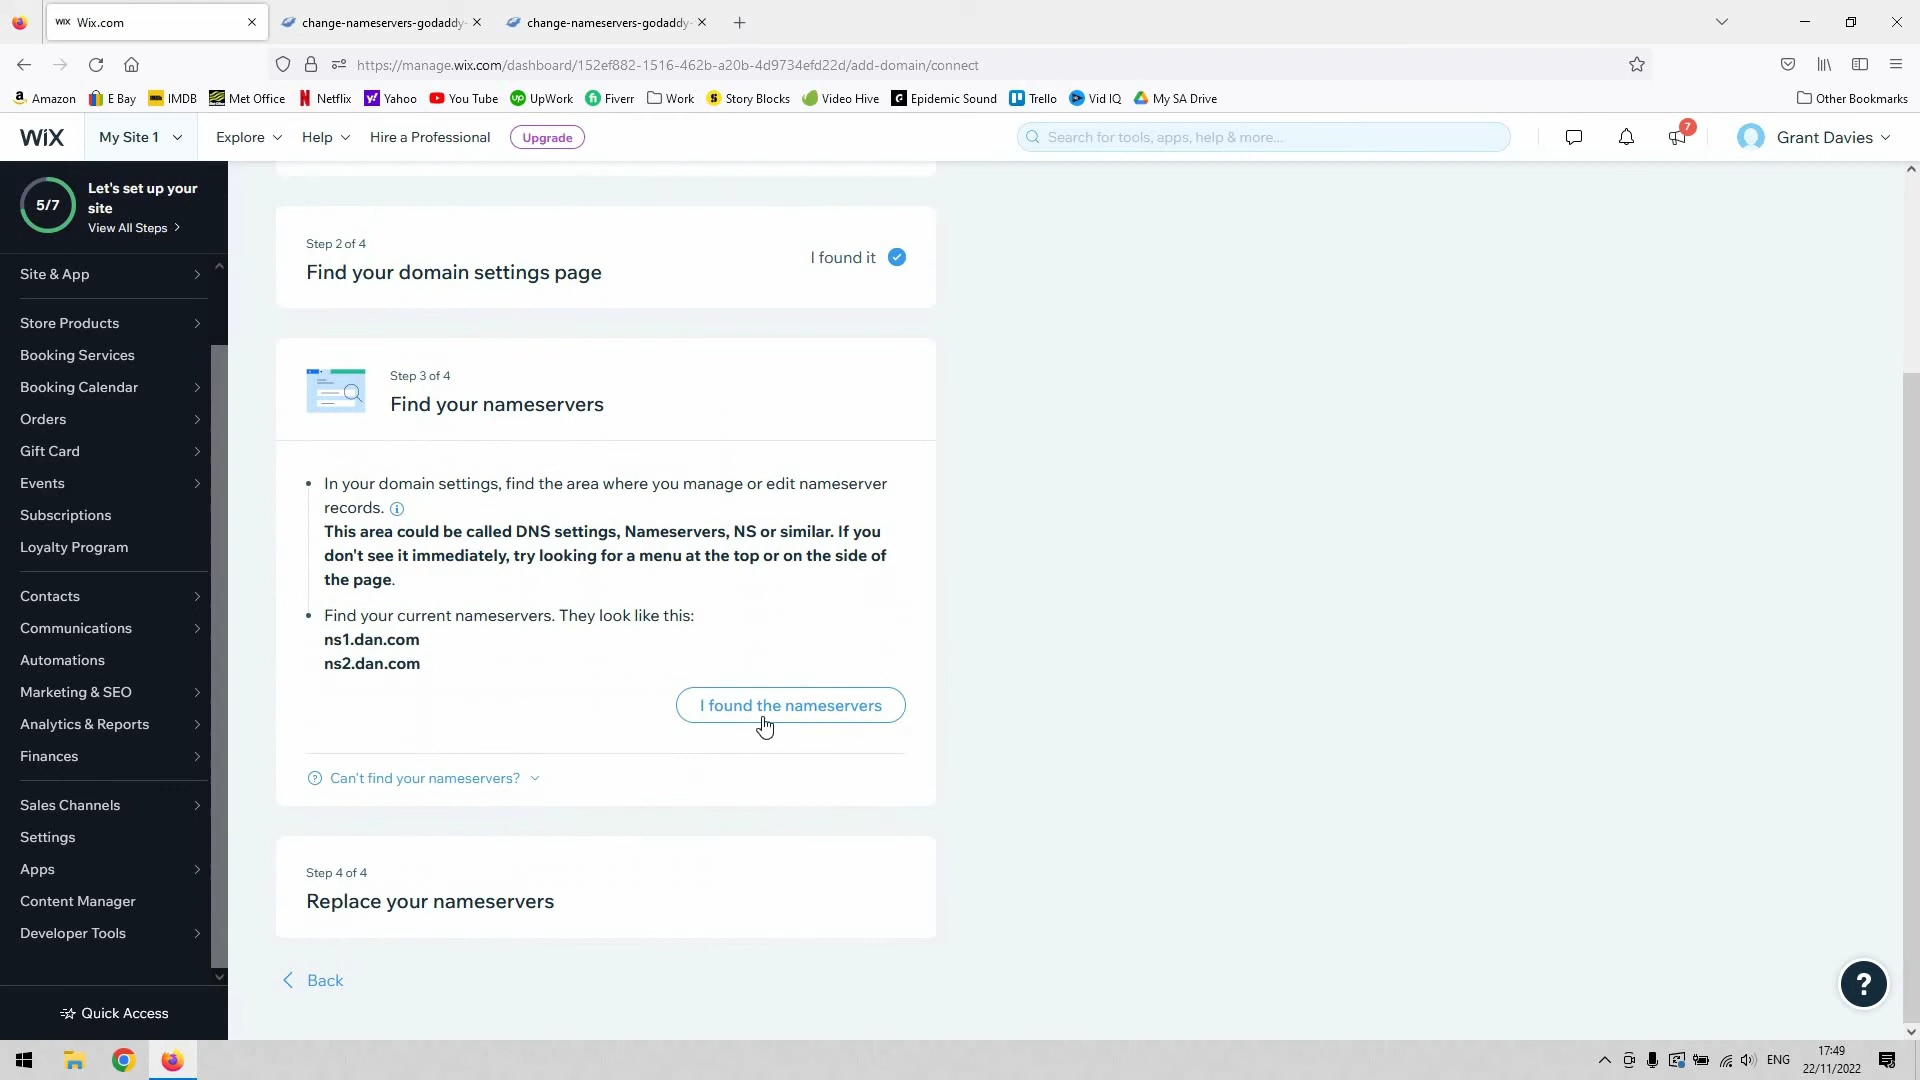 WiX Wix.com
change-nameservers-godaddy-
change-nameservers-godaddy-
https://manage.wix.com/dashboard/152ef882-1516-462b-a20b-4d9734efd22d/add-domain/connect
Amazon
E Bay
IMDB
Met Office
Netflix
Yahoo
You Tube
UpWork
Fiverr
Work
Story Blocks
Video Hive
Epidemic Sound
Trello
Vid IQ
My SA Drive
Other Bookmarks
WiX
My Site 1
Explore
Help
Hire a Professional
Upgrade
Search for tools, apps, help & more...
7
Grant Davies
5/7
Let's set up your
site
View All Steps
Site & App
Store Products
Booking Services
Booking Calendar
Orders
Gift Card
Events
Subscriptions
Loyalty Program
Contacts
Communications
Automations
Marketing & SEO
Analytics & Reports
Finances
Sales Channels
Settings
Apps
Content Manager
Developer Tools
Quick Access
Step 2 of 4
Find your domain settings page
I found it
Step 3 of 4
Find your nameservers
• In your domain settings, find the area where you manage or edit nameserver
records.
This area could be called DNS settings, Nameservers, NS or similar. If you
don't see it immediately, try looking for a menu at the top or on the side of
the page.
• Find your current nameservers. They look like this:
ns1.dan.com
ns2.dan.com
I found the nameservers
? Can't find your nameservers?
Step 4 of 4
Replace your nameservers
Back
?
ENG
17:49
22/11/2022